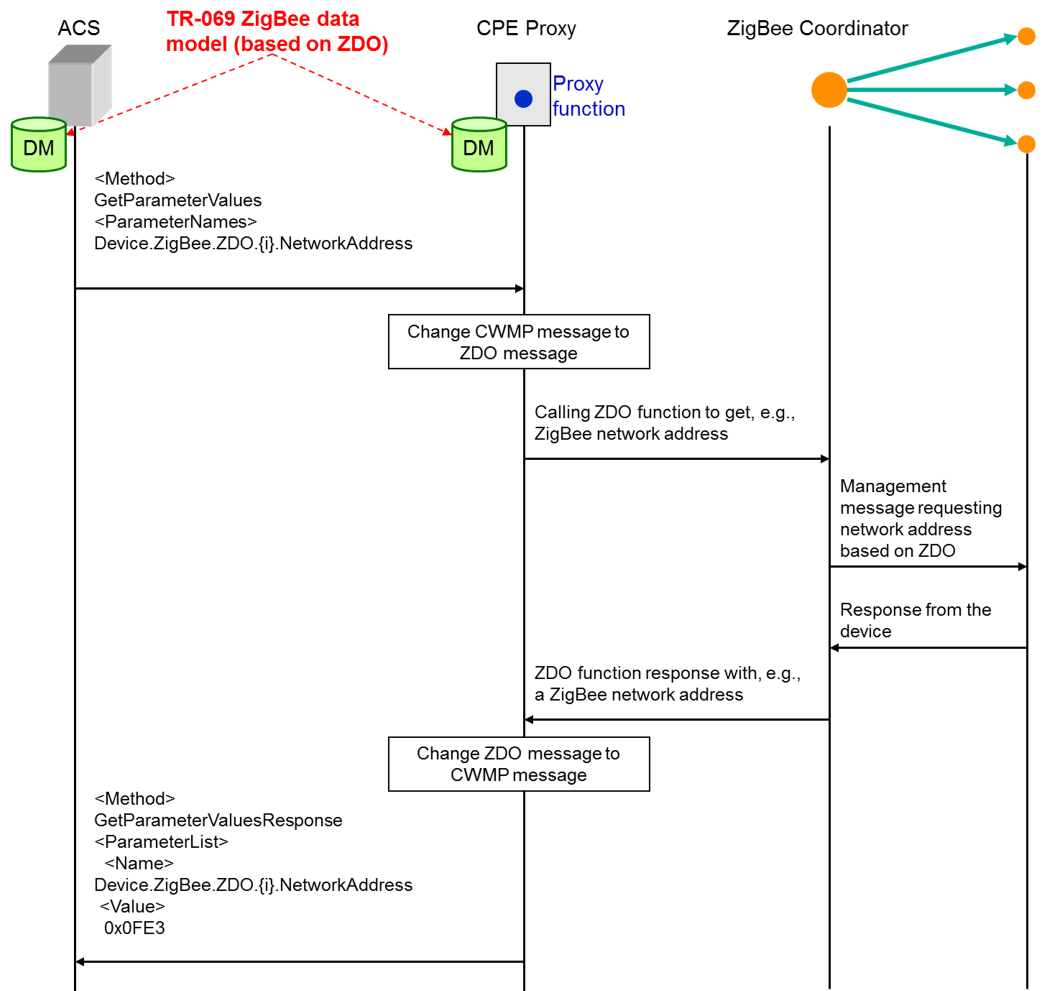 ACS
TR-069 ZigBee data
model (based on ZDO)
CPE Proxy
ZigBee Coordinator
Proxy
function
DM
DM
<Method>
GetParameterValues
<ParameterNames>
Device.ZigBee.ZDO.{i}.NetworkAddress
Change CWMP message to
ZDO message
Calling ZDO function to get, e.g.,
ZigBee network address
Management
message requesting
network address
based on ZDO
Response from the
device
ZDO function response with, e.g.,
a ZigBee network address
Change ZDO message to
CWMP message
<Method>
GetParameterValuesResponse
<ParameterList>
<Name>
Device.ZigBee.ZDO.{i}.NetworkAddress
<Value>
0x0FE3